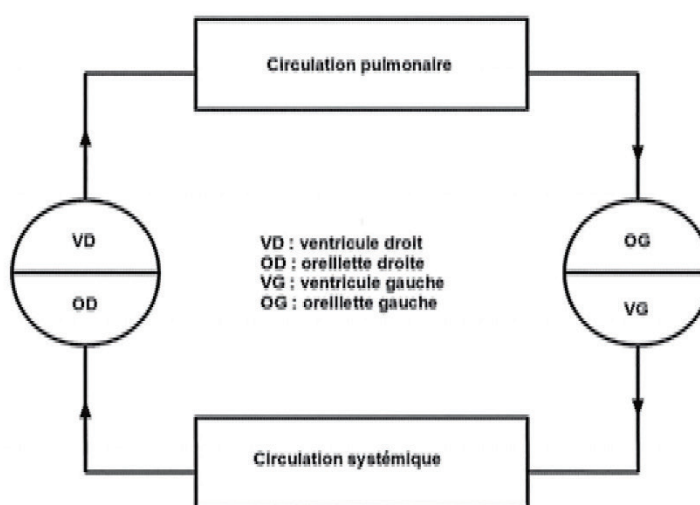 Circulation pulmonaire
VD
OD
VD : ventricule droit
OD : oreillette droite
VG : ventricule gauche
OG : oreillette gauche
OG
VG
Circulation systémique